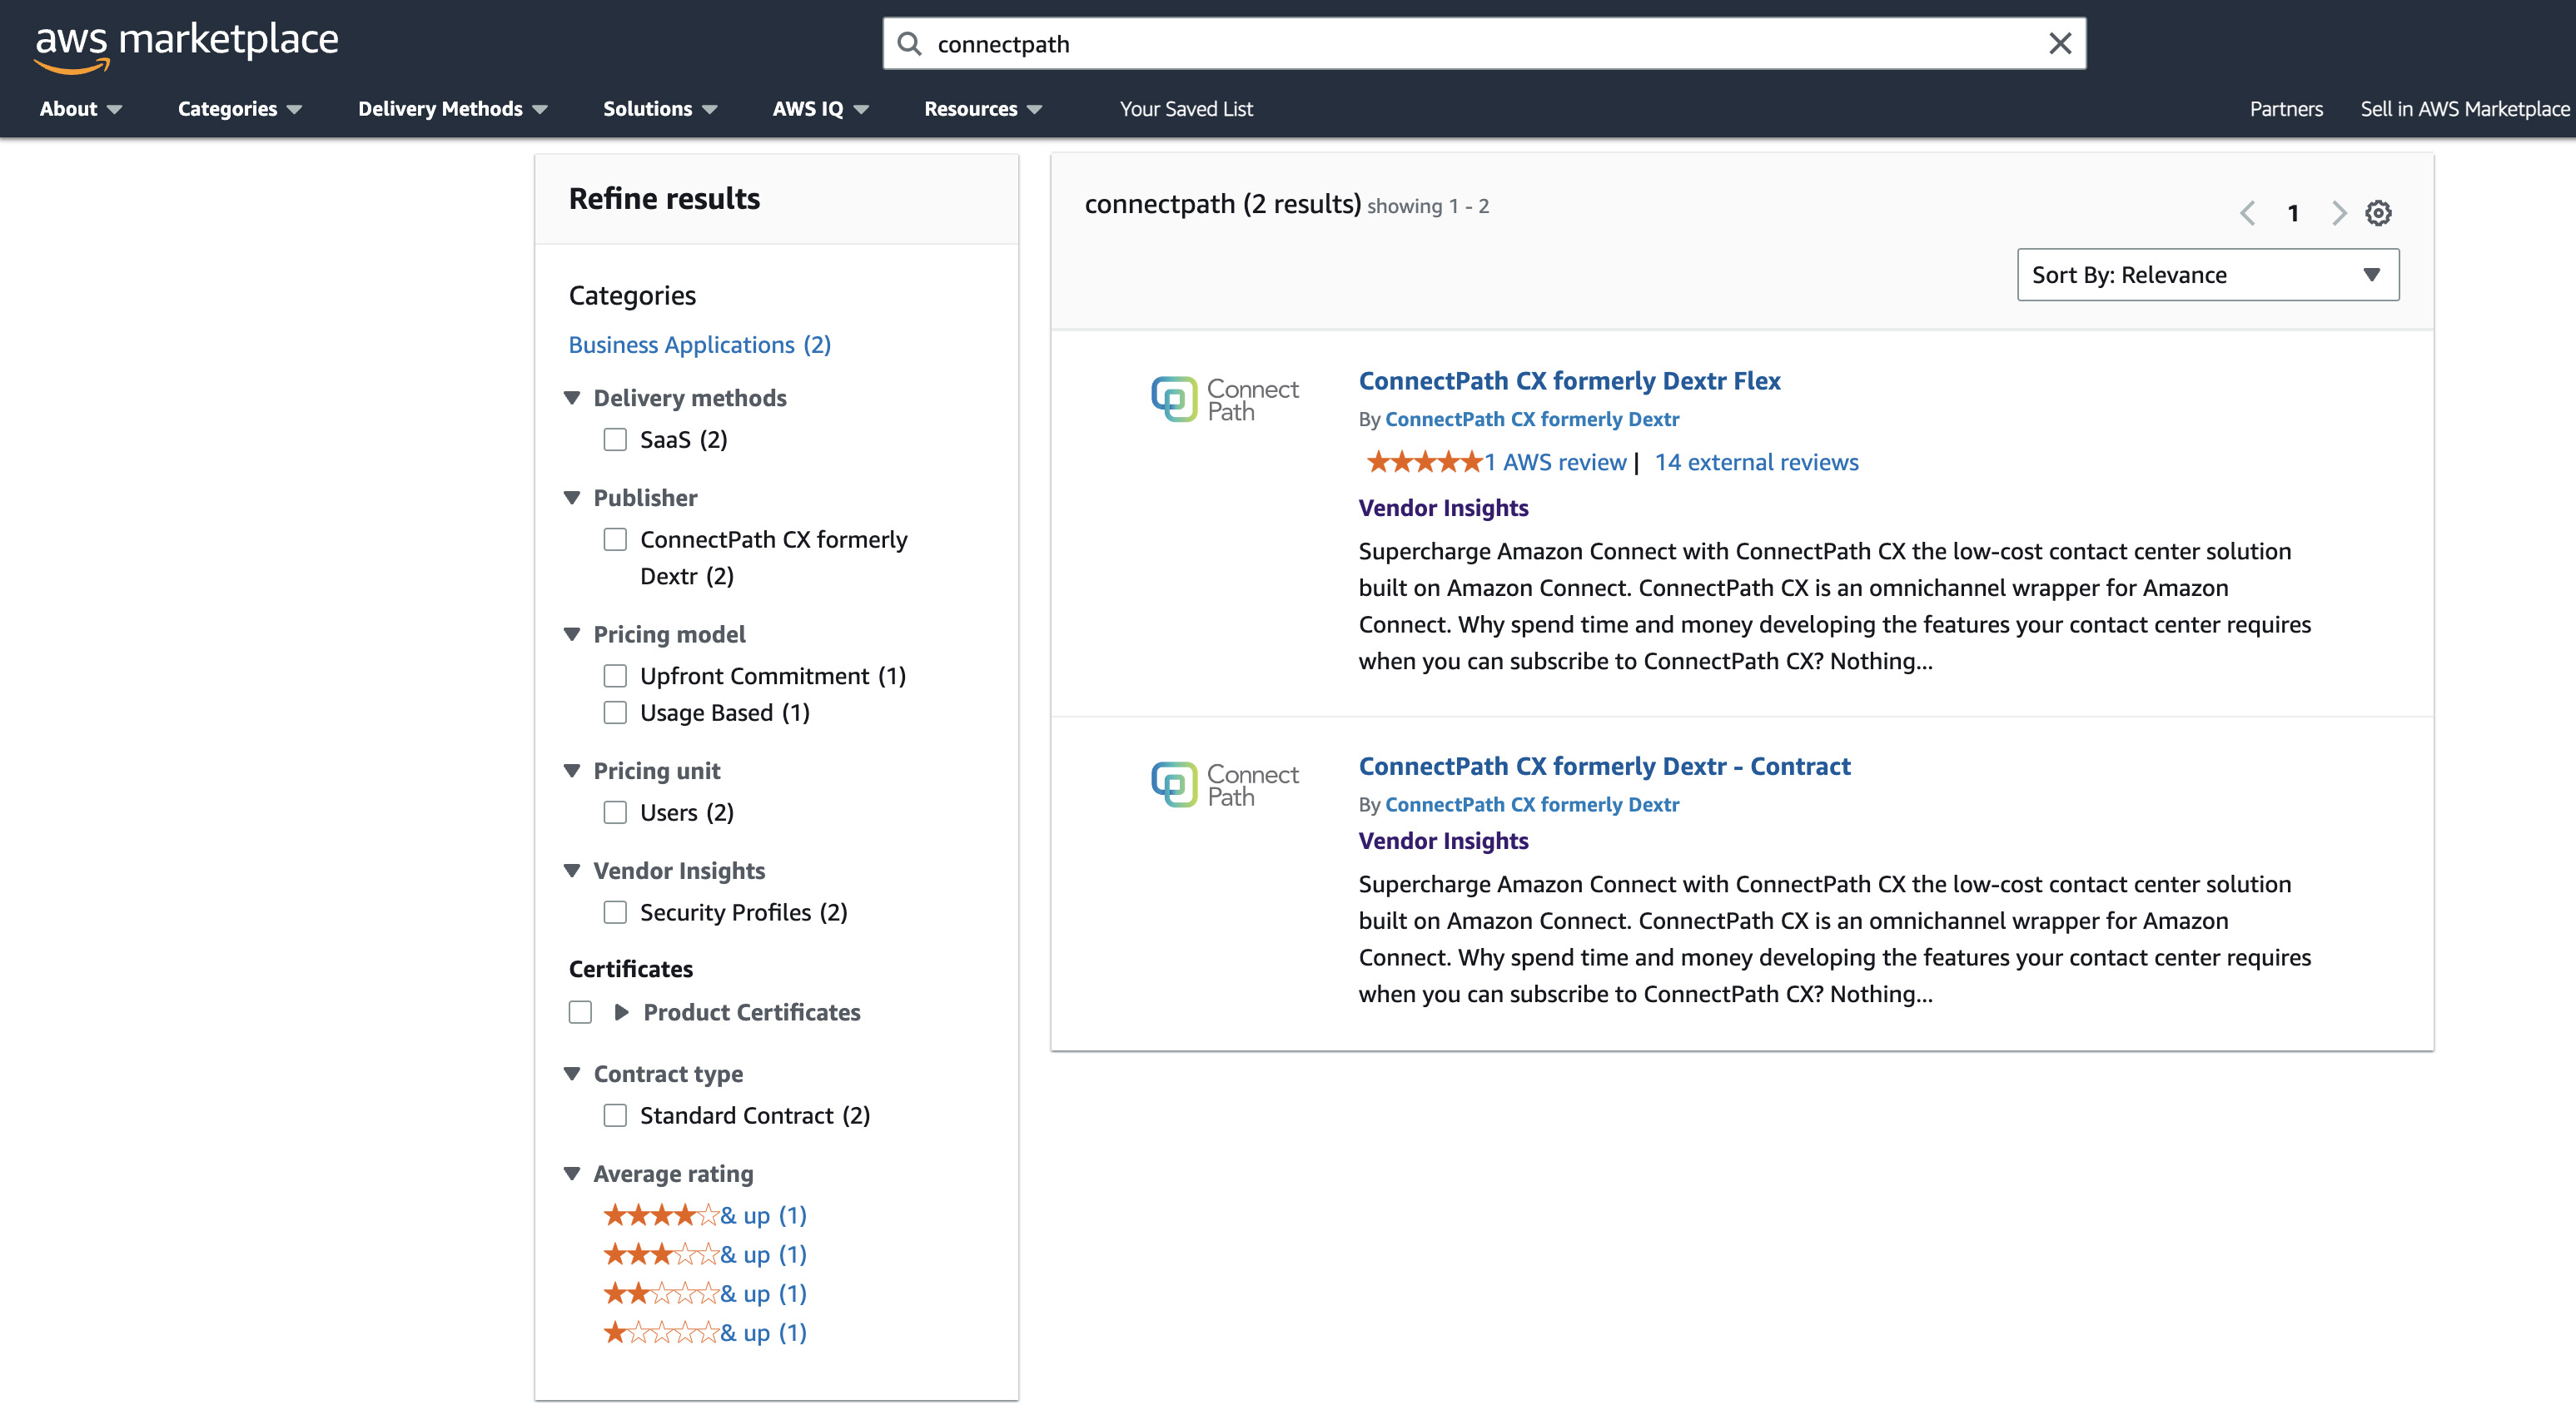 aws marketplace
connectpath
About
Categories
Delivery Methods
Solutions
AWS IQ
Resources
Your Saved List
Partners
Sell in AWS Marketplace
Refine results
Categories
Business Applications (2)
Delivery methods
SaaS (2)
Publisher
ConnectPath CX formerly
Dextr (2)
Pricing model
Upfront Commitment (1)
Usage Based (1)
Pricing unit
Users (2)
Vendor Insights
Security Profiles (2)
Certificates
Product Certificates
Contract type
Standard Contract (2)
Average rating
& up (1)
& up (1)
& up (1)
& up (1)
connectpath (2 results) showing 1 - 2
1
Sort By: Relevance
Connect
Path
ConnectPath CX formerly Dextr Flex
By ConnectPath CX formerly Dextr
1 AWS review | 14 external reviews
Vendor Insights
Supercharge Amazon Connect with ConnectPath CX the low-cost contact center solution
built on Amazon Connect. ConnectPath CX is an omnichannel wrapper for Amazon
Connect. Why spend time and money developing the features your contact center requires
when you can subscribe to ConnectPath CX? Nothing...
Connect
Path
ConnectPath CX formerly Dextr - Contract
By ConnectPath CX formerly Dextr
Vendor Insights
Supercharge Amazon Connect with ConnectPath CX the low-cost contact center solution
built on Amazon Connect. ConnectPath CX is an omnichannel wrapper for Amazon
Connect. Why spend time and money developing the features your contact center requires
when you can subscribe to ConnectPath CX? Nothing...